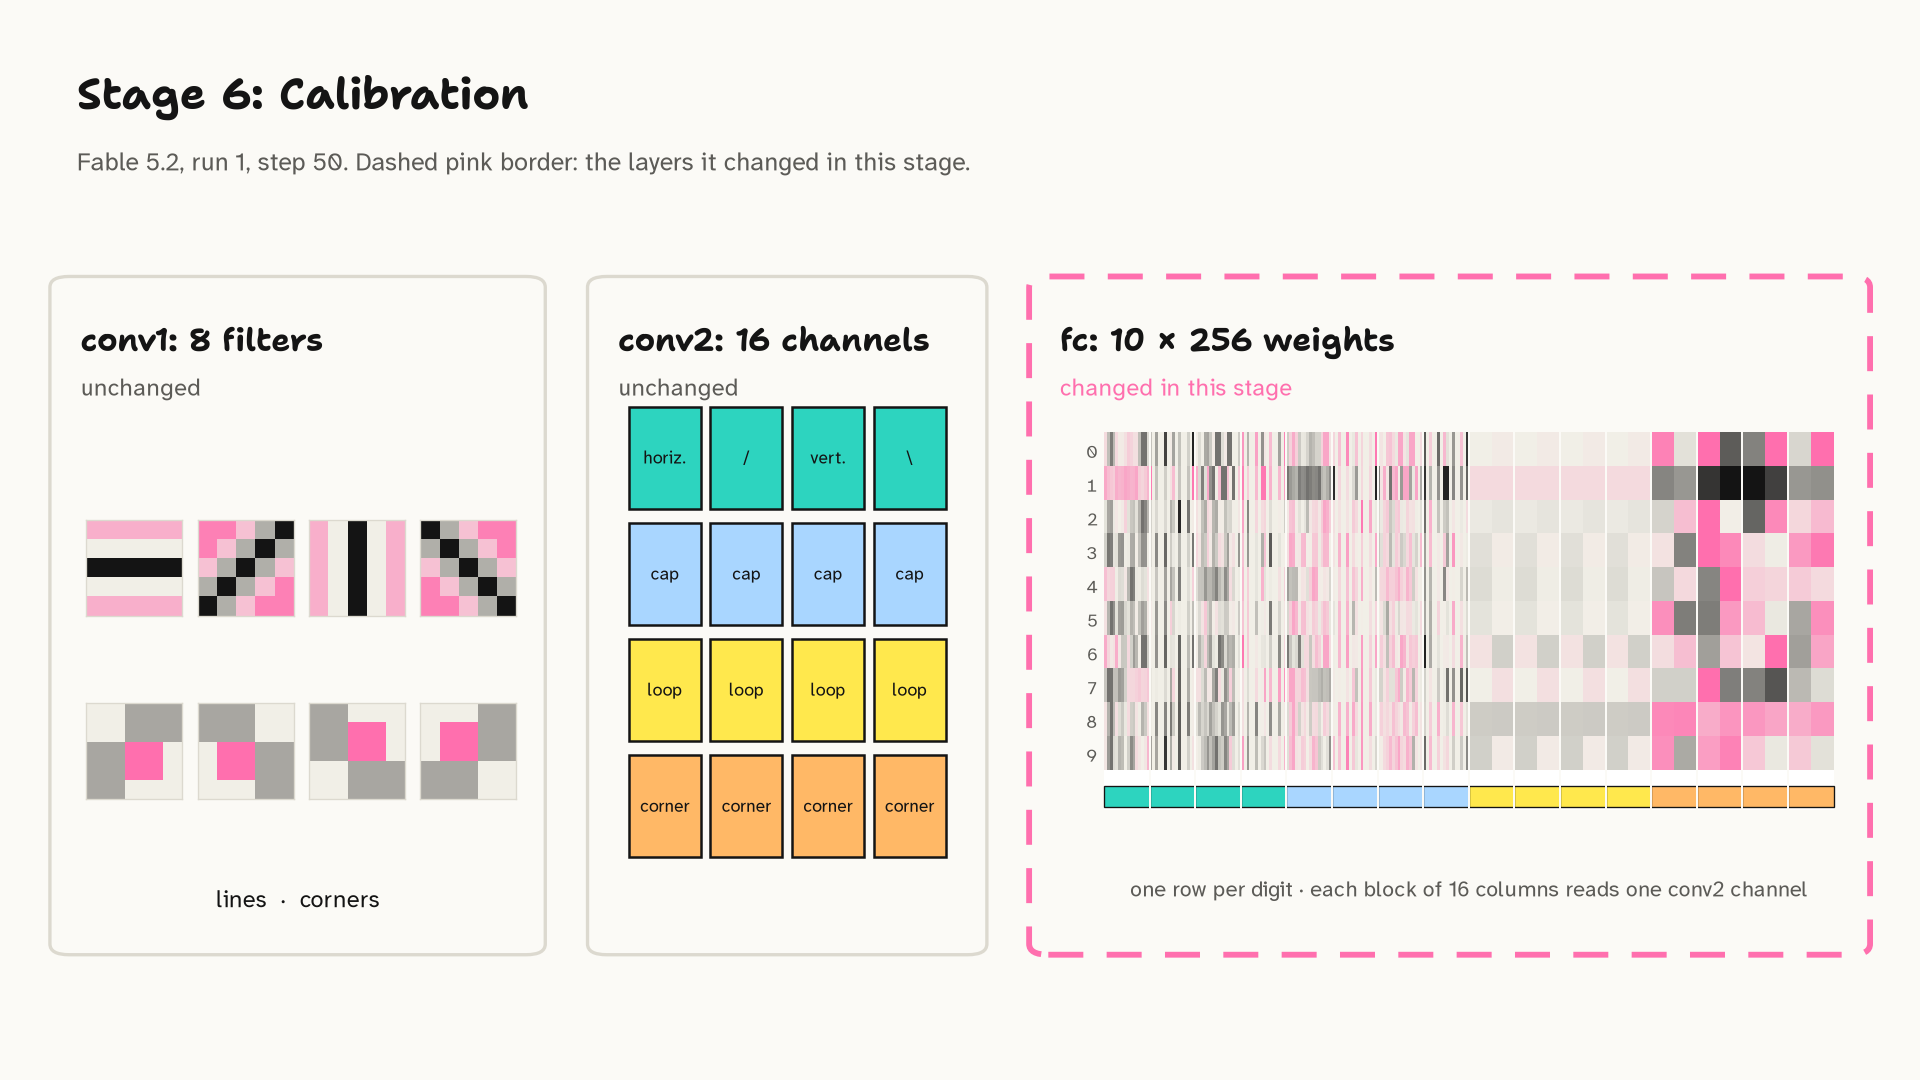 Stage 6: Calibration
Fable 5.2, run 1, step 50. Dashed pink border: the layers it changed in this stage.
conv1: 8 filters
unchanged
lines · corners
conv2: 16 channels
unchanged
horiz. / vert. \
cap cap cap cap
loop loop loop loop
corner corner corner corner
fc: 10 × 256 weights
changed in this stage
0
1
2
3
4
5
6
7
8
9
one row per digit · each block of 16 columns reads one conv2 channel